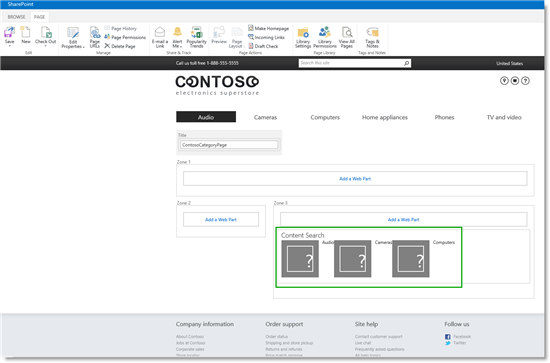 SharePoint
BROWSE PAGE
Save New Check Out
Edit Properties Page URLs
Page History
Page Permissions
Delete Page
E-mail a Link Alert Me Popularity Trends
Preview Page Layout
Make Homepage
Incoming Links
Draft Check
Library Settings Library Permissions View All Pages
Tags & Notes
Edit Manage Share & Track Page Actions Page Library Tags and Notes
Call us toll free 1-888-555-5555 Search this site United States
CONTOSO
electronics superstore
Audio Cameras Computers Home appliances Phones TV and video
Title
ContosoCategoryPage
Zone 1
Add a Web Part
Zone 2 Zone 3
Add a Web Part Add a Web Part
Content Search
Audio Cameras Computers
Company information Order support Site help Follow us
About Contoso Order status Contact customer support Facebook
Jobs at Contoso Shipping and store pickup Live chat Twitter
Corporate sales Returns and refunds Frequently asked questions